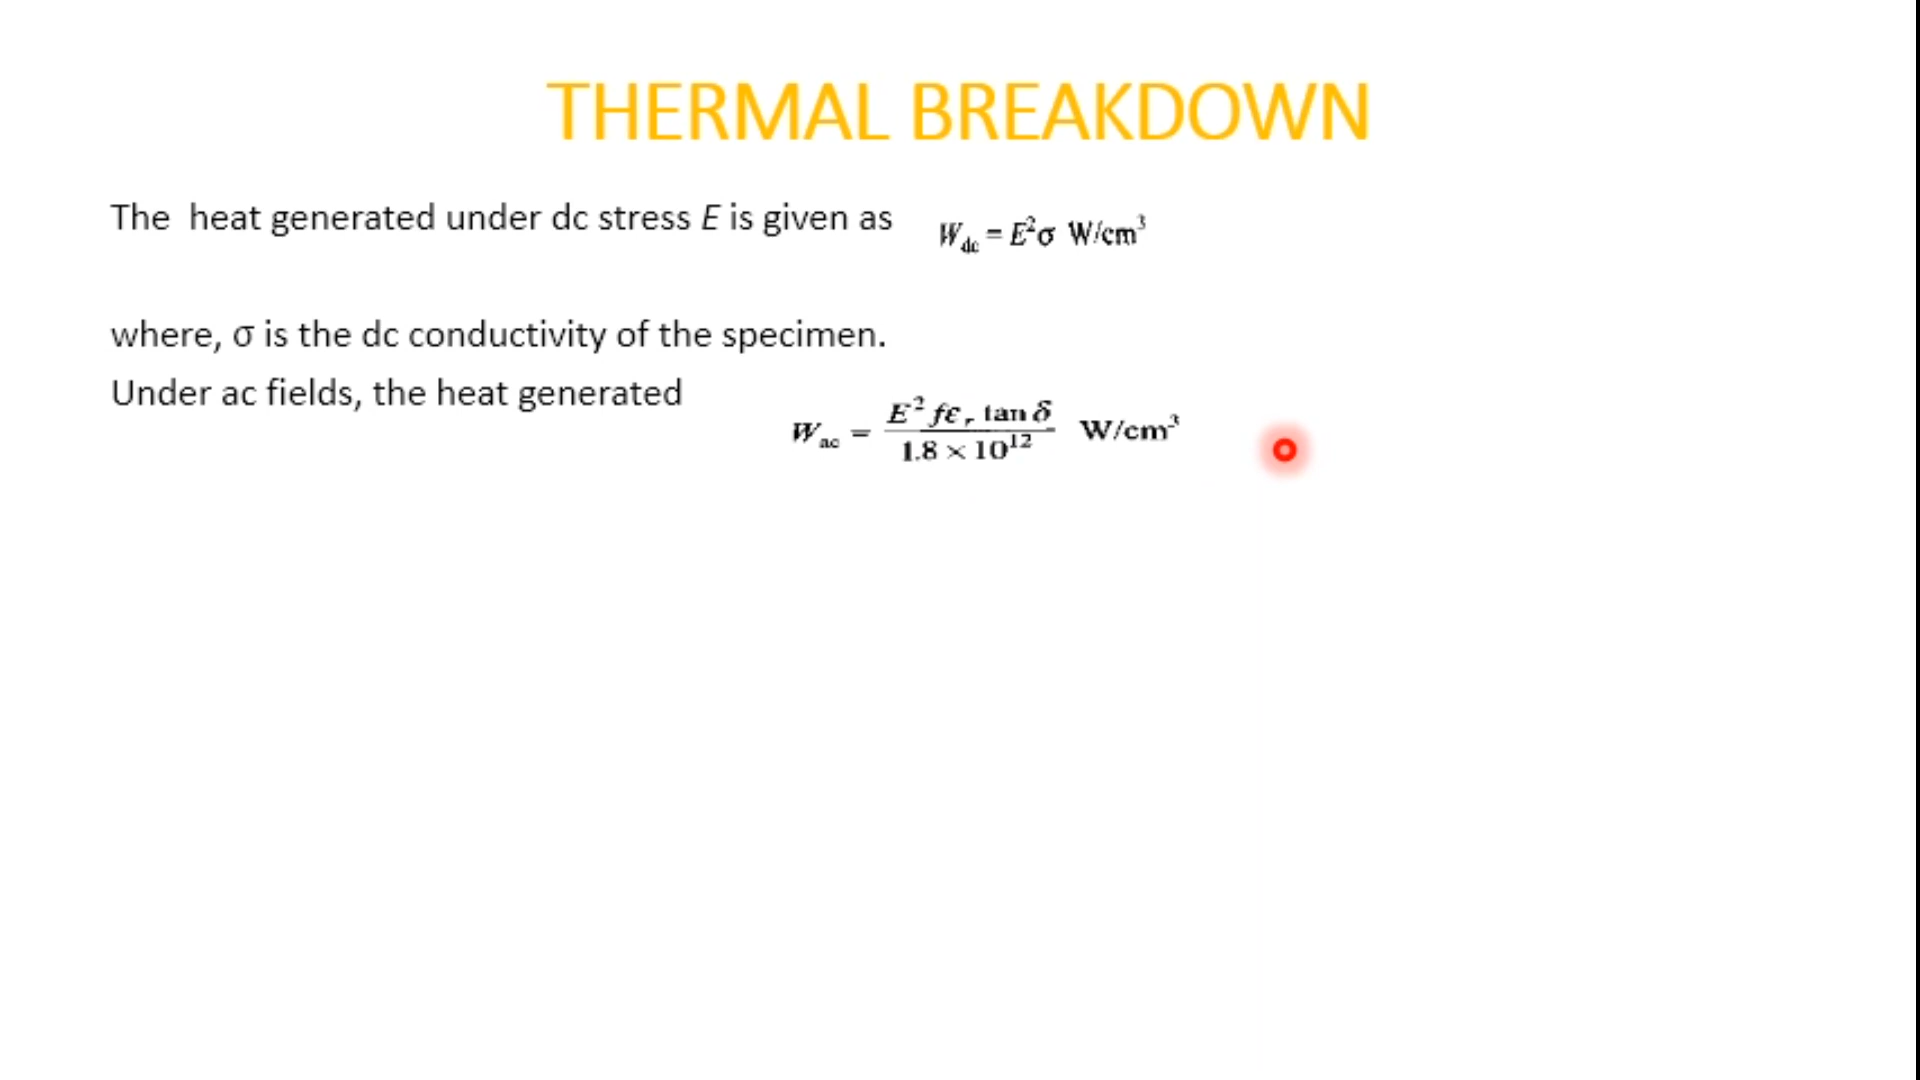 THERMAL BREAKDOWN
The heat generated under dc stress E is given as W_dc = E²σ W/cm³
where, σ is the dc conductivity of the specimen.
Under ac fields, the heat generated W_ac = E² fε_r tan δ / 1.8 × 10¹² W/cm³